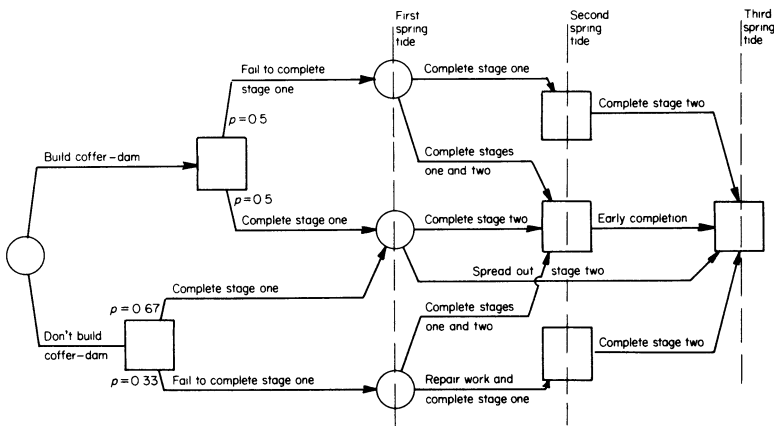 First
spring
tide
Second
spring
tide
Third
spring
tide
Fail to complete
stage one
p = 0 5
Complete stage one
Complete stage two
Build coffer-dam
Complete stages
one and two
p = 0 5
Complete stage one
Complete stage two
Early completion
Spread out stage two
Complete stage one
p = 0 67
Complete stages
one and two
Don't build
coffer-dam
Complete stage two
p = 0 33
Fail to complete stage one
Repair work and
complete stage one